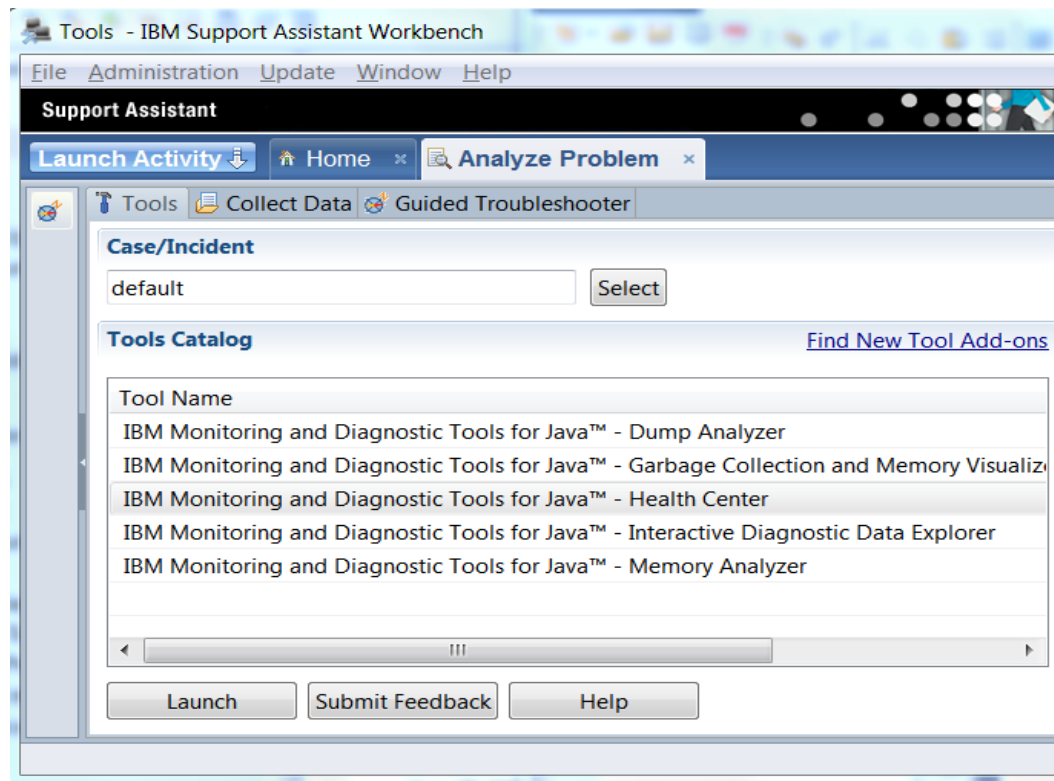 Tools - IBM Support Assistant Workbench
File Administration Update Window Help
Support Assistant
Launch Activity Home Analyze Problem
Tools Collect Data Guided Troubleshooter
Case/Incident
default Select
Tools Catalog Find New Tool Add-ons
Tool Name
IBM Monitoring and Diagnostic Tools for Java™ - Dump Analyzer
IBM Monitoring and Diagnostic Tools for Java™ - Garbage Collection and Memory Visualiz
IBM Monitoring and Diagnostic Tools for Java™ - Health Center
IBM Monitoring and Diagnostic Tools for Java™ - Interactive Diagnostic Data Explorer
IBM Monitoring and Diagnostic Tools for Java™ - Memory Analyzer
Launch Submit Feedback Help